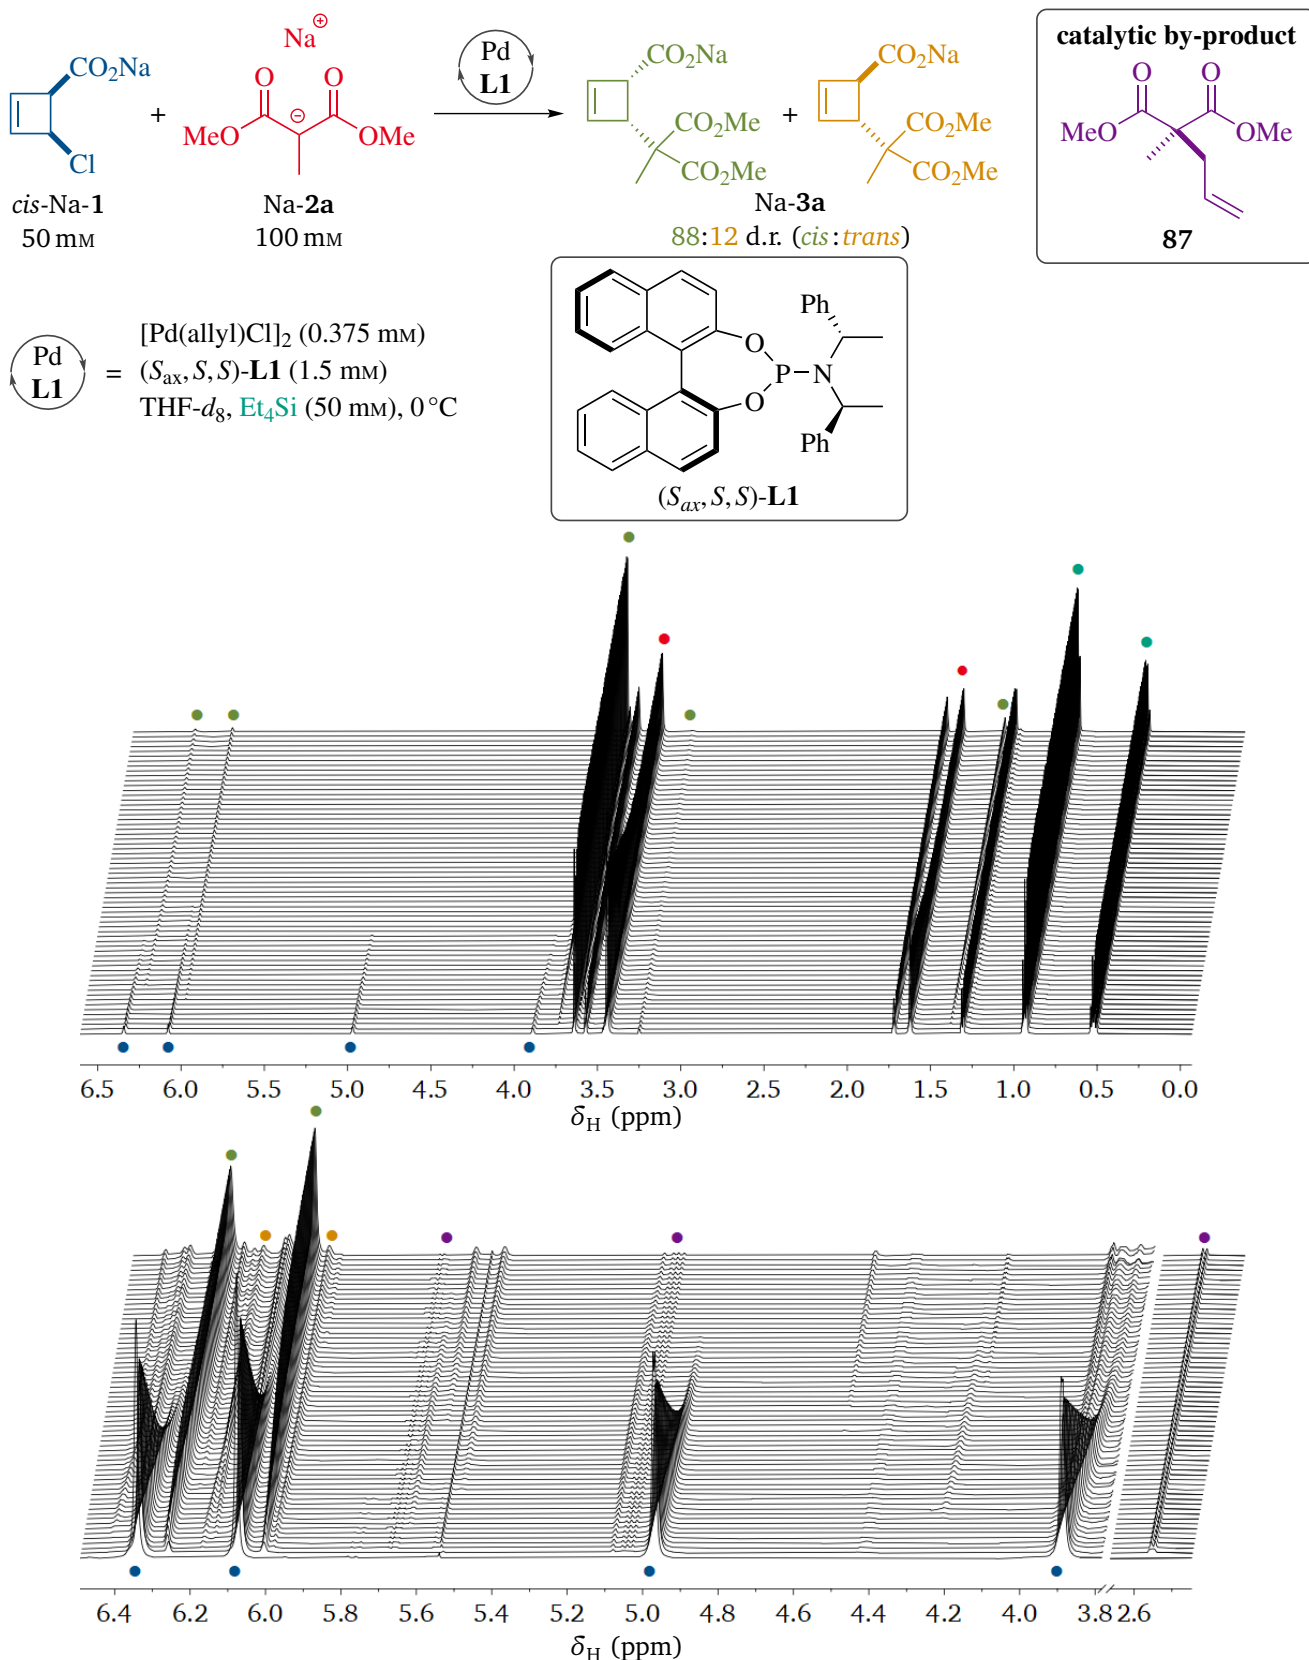 CO₂Na
Cl
cis-Na-1
50 mM
+
Na⊕
O O
MeO ⊖ OMe
Na-2a
100 mM
Pd
L1
CO₂Na
CO₂Me
CO₂Me
+
CO₂Na
CO₂Me
CO₂Me
Na-3a
88:12 d.r. (cis:trans)
catalytic by-product
O O
MeO OMe
87
Pd
L1
=
[Pd(allyl)Cl]₂ (0.375 mM)
(Sax,S,S)-L1 (1.5 mM)
THF-d₈, Et₄Si (50 mM), 0 °C
Ph
O
P N
O
Ph
(Sax,S,S)-L1
6.5 6.0 5.5 5.0 4.5 4.0 3.5 3.0 2.5 2.0 1.5 1.0 0.5 0.0
δH (ppm)
6.4 6.2 6.0 5.8 5.6 5.4 5.2 5.0 4.8 4.6 4.4 4.2 4.0 3.8 2.6
δH (ppm)